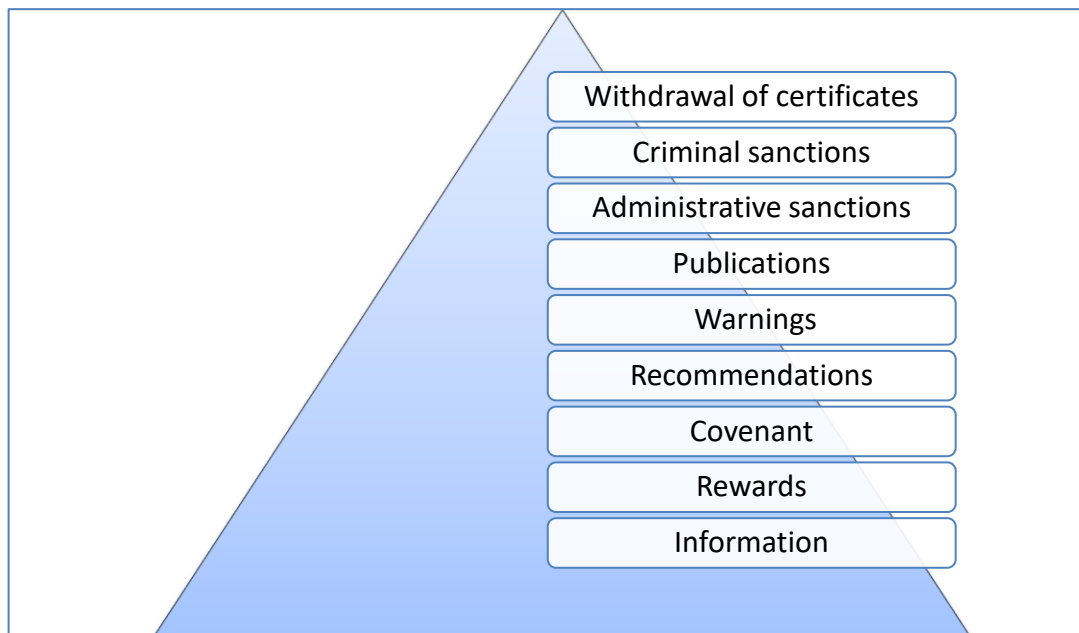 Withdrawal of certificates
Criminal sanctions
Administrative sanctions
Publications
Warnings
Recommendations
Covenant
Rewards
Information